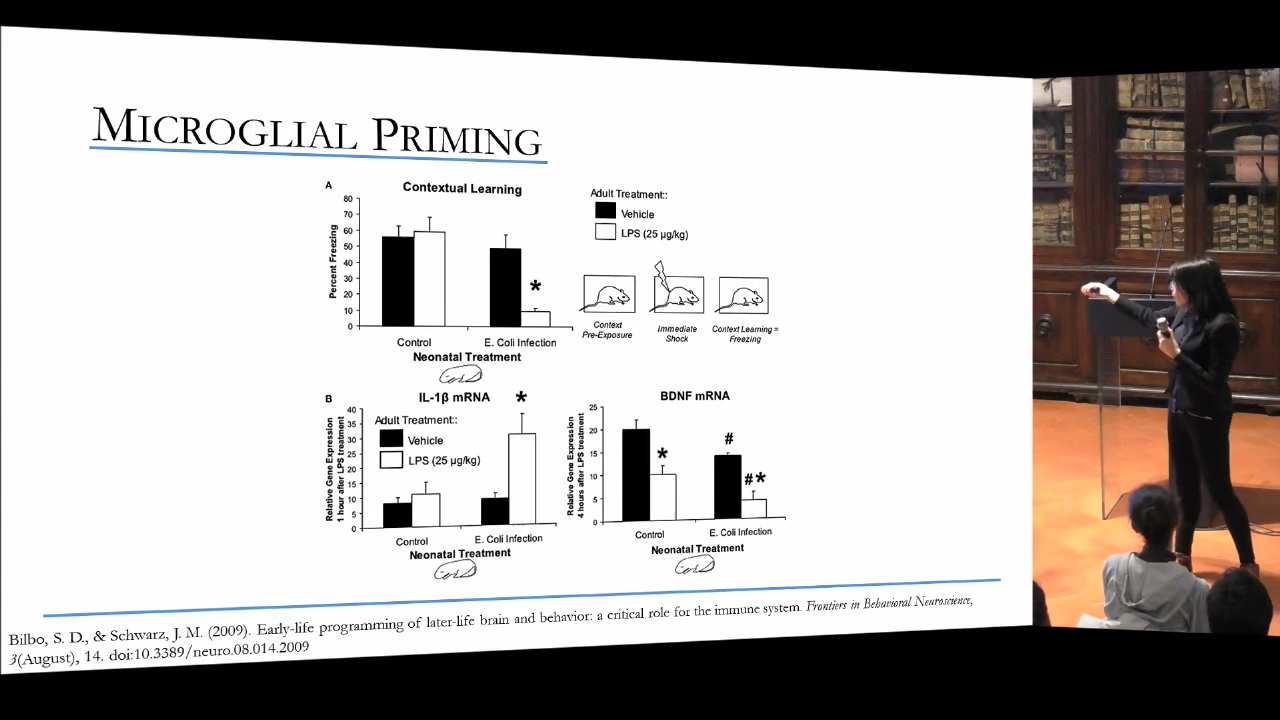 MICROGLIAL PRIMING
A
Contextual Learning
Percent Freezing
80
70
60
50
40
30
20
10
0
Control
E. Coli Infection
Neonatal Treatment
*
Adult Treatment::
Vehicle
LPS (25 µg/kg)
Context
Pre-Exposure
Immediate
Shock
Context Learning =
Freezing
B
IL-1β mRNA
Relative Gene Expression
1 hour after LPS treatment
40
35
30
25
20
15
10
5
0
Adult Treatment::
Vehicle
LPS (25 µg/kg)
*
Control
E. Coli Infection
Neonatal Treatment
BDNF mRNA
Relative Gene Expression
4 hours after LPS treatment
25
20
15
10
5
0
*
#
#*
Control
E. Coli Infection
Neonatal Treatment
Bilbo, S. D., & Schwarz, J. M. (2009). Early-life programming of later-life brain and behavior: a critical role for the immune system. Frontiers in Behavioral Neuroscience,
3(August), 14. doi:10.3389/neuro.08.014.2009